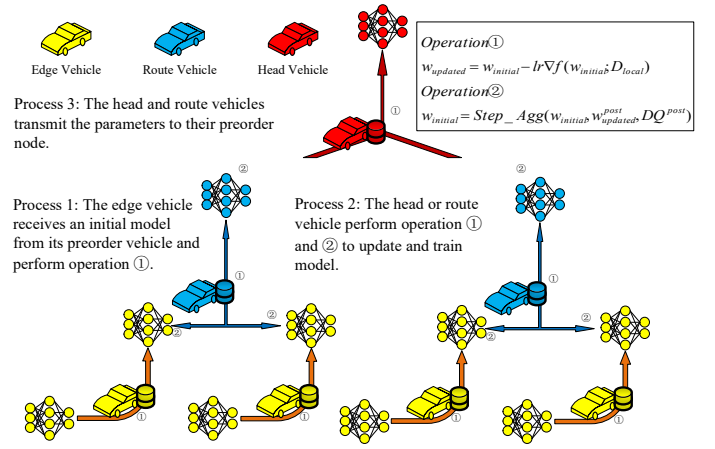 Edge Vehicle
Route Vehicle
Head Vehicle
Operation①
w_updated = w_initial − lr∇f(w_initial; D_local)
Operation②
w_initial = Step_Agg(w_initial, w_updated^post, DQ^post)
Process 3: The head and route vehicles
transmit the parameters to their preorder
node.
①
Process 1: The edge vehicle
receives an initial model
from its preorder vehicle and
perform operation ①.
Process 2: The head or route
vehicle perform operation ①
and ② to update and train
model.
②
②
①
①
②
②
②
②
①
①
①
①